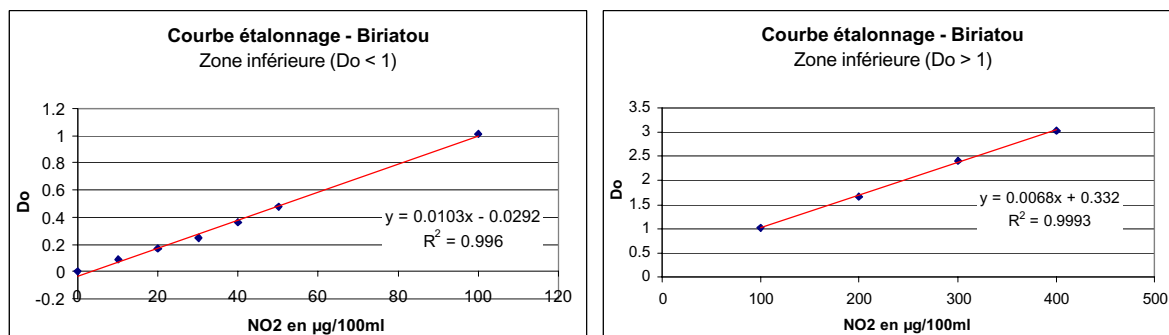 Courbe étalonnage - Biriatou
Zone inférieure (Do < 1)
1.2
1
0.8
0.6
0.4
0.2
0
-0.2
Do
y = 0.0103x - 0.0292
R² = 0.996
0 20 40 60 80 100 120
NO2 en µg/100ml
Courbe étalonnage - Biriatou
Zone inférieure (Do > 1)
3.5
3
2.5
2
1.5
1
0.5
0
Do
y = 0.0068x + 0.332
R² = 0.9993
0 100 200 300 400 500
NO2 en µg/100ml